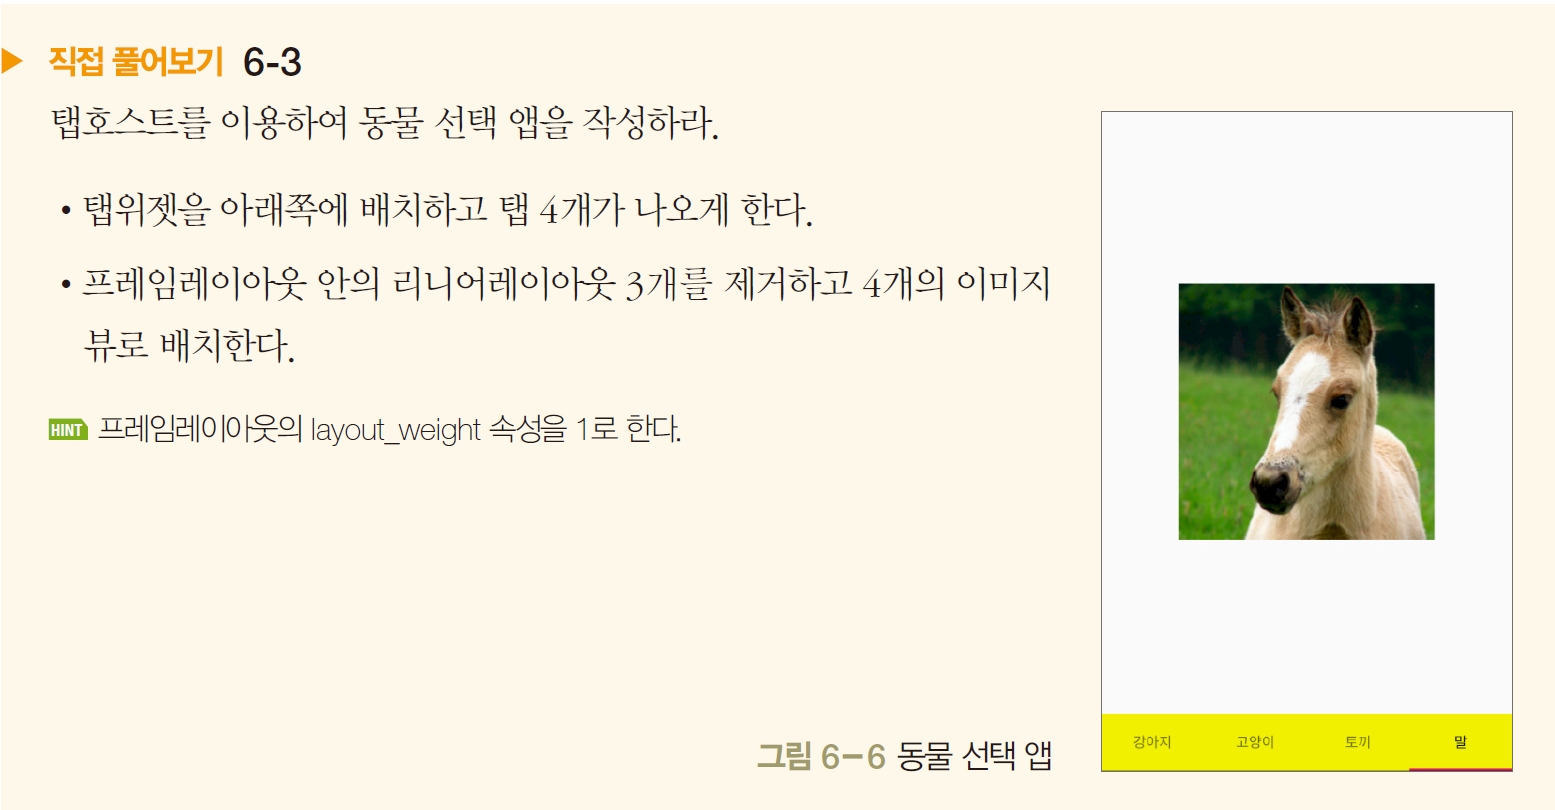 직접 풀어보기 6-3
탭호스트를 이용하여 동물 선택 앱을 작성하라.
• 탭위젯을 아래쪽에 배치하고 탭 4개가 나오게 한다.
• 프레임레이아웃 안의 리니어레이아웃 3개를 제거하고 4개의 이미지
뷰로 배치한다.
HINT 프레임레이아웃의 layout_weight 속성을 1로 한다.
강아지 고양이 토끼 말
그림 6-6 동물 선택 앱